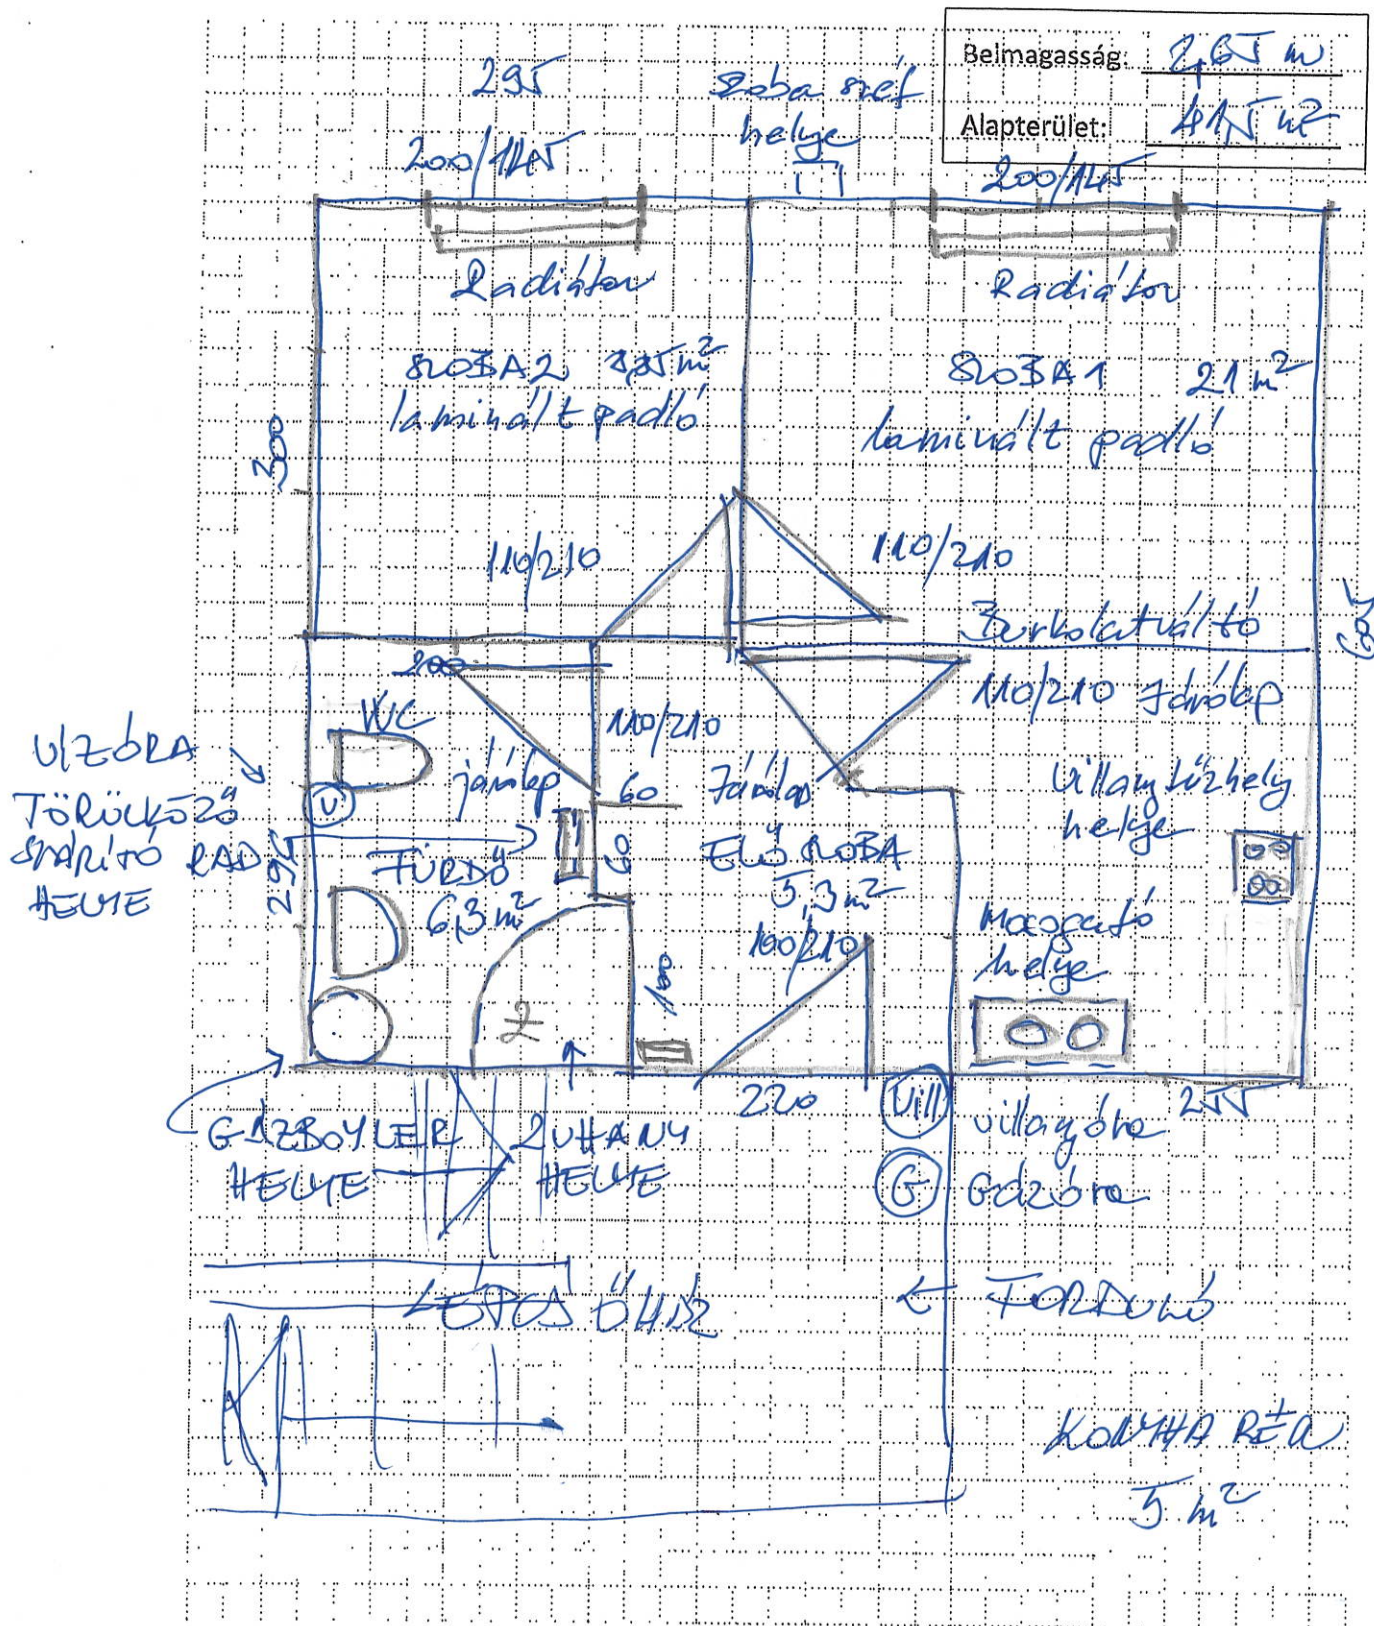 Belmagasság: 2,65 m
Alapterület: 41,5 m²
295
szoba széf
helye
200/145
200/145
Radiátor
Radiátor
SZOBA 2
SZOBA 1 21 m²
laminált padló
laminált padló
300
110/210
110/210
Burkolatváltó
200
110/210
110/210 Járólap
WC
járólap
60
Járólap
Villanytűzhely
helye
VÍZÓRA
TÖRÜLKÖZŐ
SZÁRÍTÓ RAD
HELYE
V
295
60
FÜRDŐ
6,3 m²
ELŐSZOBA
5,3 m²
Mosogató
helye
100/210
Z
220
Vill
villanyóra
255
G
Gázóra
GÁZBOYLER
HELYE
ZUHANY
HELYE
LÉPCSŐHÁZ
← FORDULÓ
KONYHA RÉSZ
5 m²